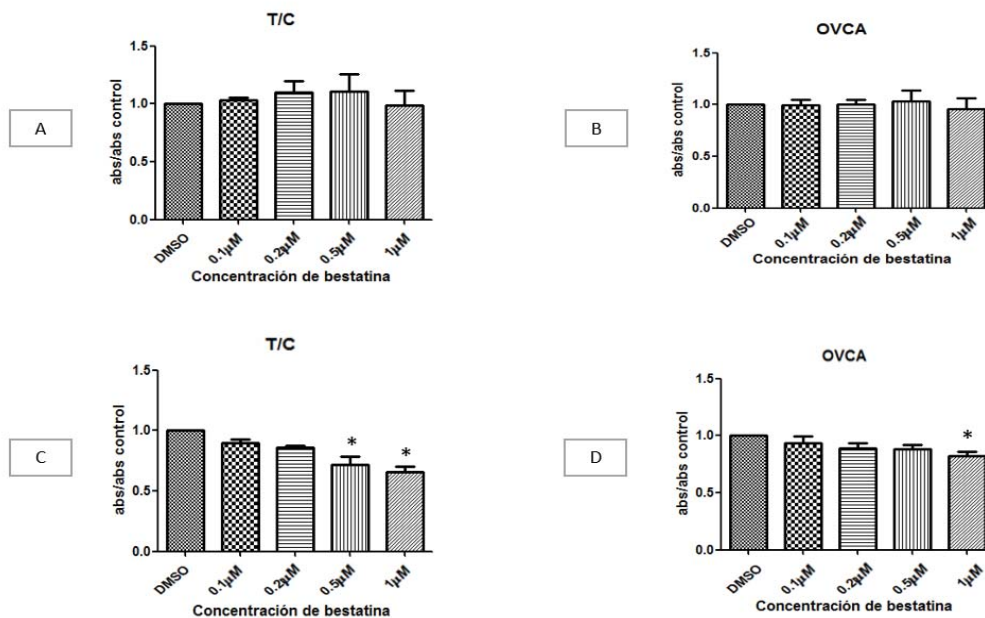 T/C
A
abs/abs control
1.5
1.0
0.5
0.0
DMSO
0.1µM
0.2µM
0.5µM
1µM
Concentración de bestatina
OVCA
B
abs/abs control
1.5
1.0
0.5
0.0
DMSO
0.1µM
0.2µM
0.5µM
1µM
Concentración de bestatina
T/C
C
abs/abs control
1.5
1.0
0.5
0.0
*
*
DMSO
0.1µM
0.2µM
0.5µM
1µM
Concentración de bestatina
OVCA
D
abs/abs control
1.5
1.0
0.5
0.0
*
DMSO
0.1µM
0.2µM
0.5µM
1µM
Concentración de bestatina